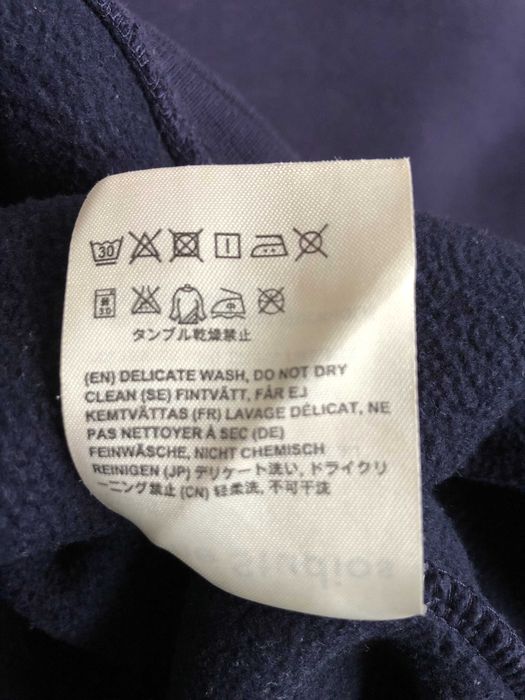 30
30
タンブル乾燥禁止
(EN) DELICATE WASH, DO NOT DRY
CLEAN (SE) FINTVÄTT, FÅR EJ
KEMTVÄTTAS (FR) LAVAGE DÉLICAT, NE
PAS NETTOYER À SEC (DE)
FEINWÄSCHE, NICHT CHEMISCH
REINIGEN (JP) デリケート洗い, ドライクリ
ーニング禁止 (CN) 轻柔洗, 不可干洗